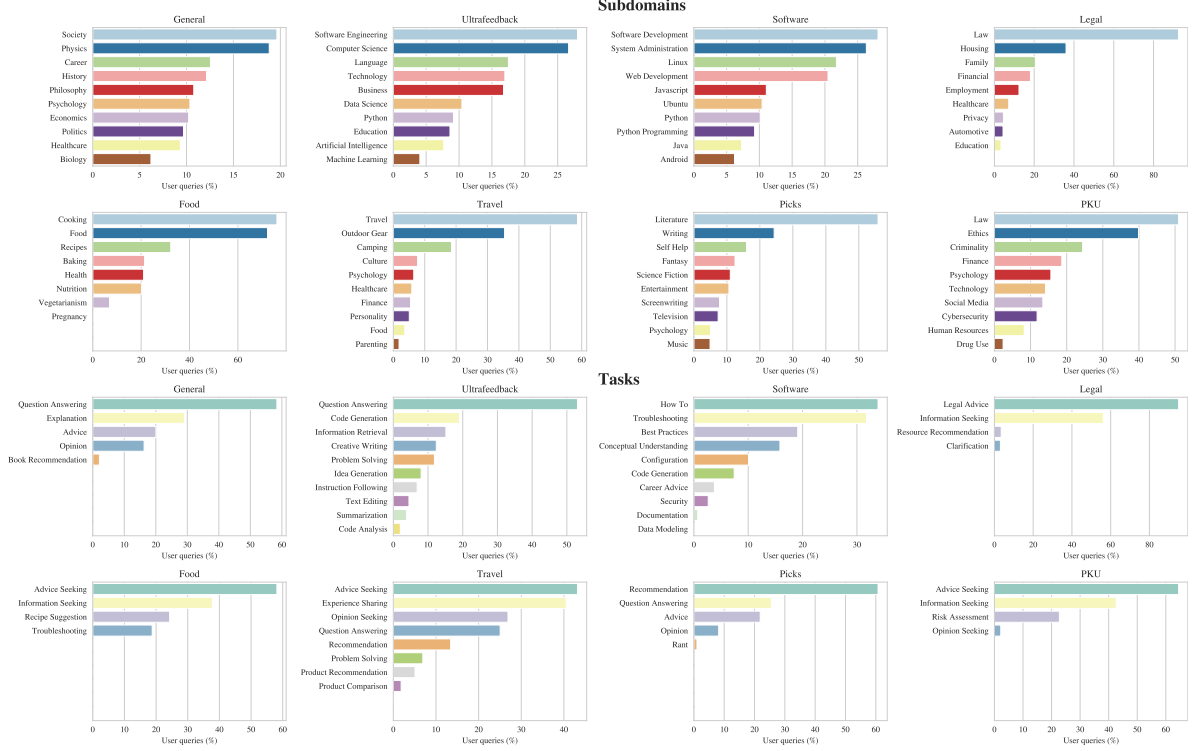 Subdomains
General
Society
Physics
Career
History
Philosophy
Psychology
Economics
Politics
Healthcare
Biology
0 5 10 15 20
User queries (%)
Ultrafeedback
Software Engineering
Computer Science
Language
Technology
Business
Data Science
Python
Education
Artificial Intelligence
Machine Learning
0 5 10 15 20 25
User queries (%)
Software
Software Development
System Administration
Linux
Web Development
Javascript
Ubuntu
Python
Python Programming
Java
Android
0 5 10 15 20 25
User queries (%)
Legal
Law
Housing
Family
Financial
Employment
Healthcare
Privacy
Automotive
Education
0 20 40 60 80
User queries (%)
Food
Cooking
Food
Recipes
Baking
Health
Nutrition
Vegetarianism
Pregnancy
0 20 40 60
User queries (%)
Travel
Travel
Outdoor Gear
Camping
Culture
Psychology
Healthcare
Finance
Personality
Food
Parenting
0 10 20 30 40 50 60
User queries (%)
Picks
Literature
Writing
Self Help
Fantasy
Science Fiction
Entertainment
Screenwriting
Television
Psychology
Music
0 10 20 30 40 50
User queries (%)
PKU
Law
Ethics
Criminality
Finance
Psychology
Technology
Social Media
Cybersecurity
Human Resources
Drug Use
0 10 20 30 40 50
User queries (%)
Tasks
General
Question Answering
Explanation
Advice
Opinion
Book Recommendation
0 10 20 30 40 50 60
User queries (%)
Ultrafeedback
Question Answering
Code Generation
Information Retrieval
Creative Writing
Problem Solving
Idea Generation
Instruction Following
Text Editing
Summarization
Code Analysis
0 10 20 30 40 50
User queries (%)
Software
How To
Troubleshooting
Best Practices
Conceptual Understanding
Configuration
Code Generation
Career Advice
Security
Documentation
Data Modeling
0 10 20 30
User queries (%)
Legal
Legal Advice
Information Seeking
Resource Recommendation
Clarification
0 20 40 60 80
User queries (%)
Food
Advice Seeking
Information Seeking
Recipe Suggestion
Troubleshooting
0 10 20 30 40 50 60
User queries (%)
Travel
Advice Seeking
Experience Sharing
Opinion Seeking
Question Answering
Recommendation
Problem Solving
Product Recommendation
Product Comparison
0 10 20 30 40
User queries (%)
Picks
Recommendation
Question Answering
Advice
Opinion
Rant
0 10 20 30 40 50 60
User queries (%)
PKU
Advice Seeking
Information Seeking
Risk Assessment
Opinion Seeking
0 10 20 30 40 50 60
User queries (%)